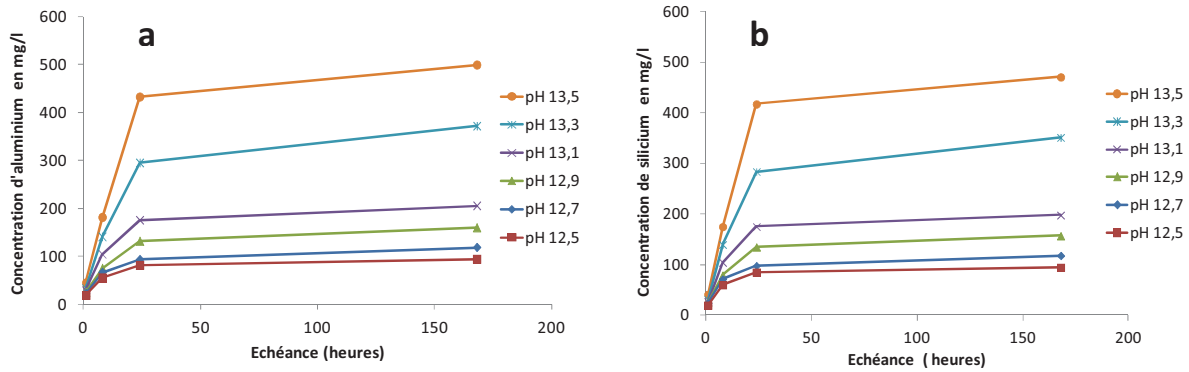 a
Concentration d'aluminium en mg/l
600
500
400
300
200
100
0
0 50 100 150 200
Echéance (heures)
pH 13,5
pH 13,3
pH 13,1
pH 12,9
pH 12,7
pH 12,5
b
Concentration de silicium en mg/l
600
500
400
300
200
100
0
0 50 100 150 200
Echéance ( heures)
pH 13,5
pH 13,3
pH 13,1
pH 12,9
pH 12,7
pH 12,5